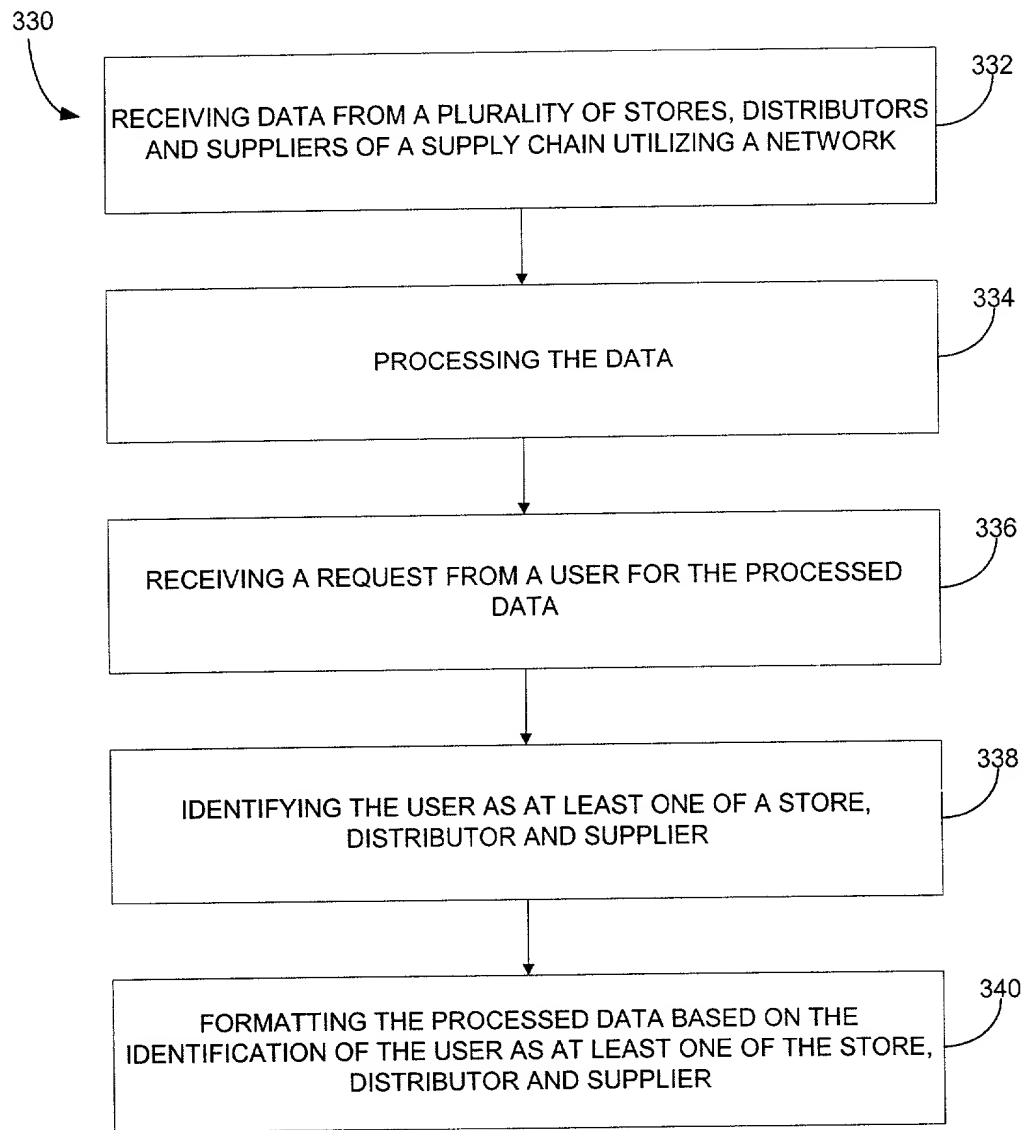 330
332
RECEIVING DATA FROM A PLURALITY OF STORES, DISTRIBUTORS
AND SUPPLIERS OF A SUPPLY CHAIN UTILIZING A NETWORK
334
PROCESSING THE DATA
336
RECEIVING A REQUEST FROM A USER FOR THE PROCESSED
DATA
338
IDENTIFYING THE USER AS AT LEAST ONE OF A STORE,
DISTRIBUTOR AND SUPPLIER
340
FORMATTING THE PROCESSED DATA BASED ON THE
IDENTIFICATION OF THE USER AS AT LEAST ONE OF THE STORE,
DISTRIBUTOR AND SUPPLIER